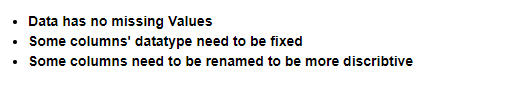 • Data has no missing Values
• Some columns' datatype need to be fixed
• Some columns need to be renamed to be more discribtive